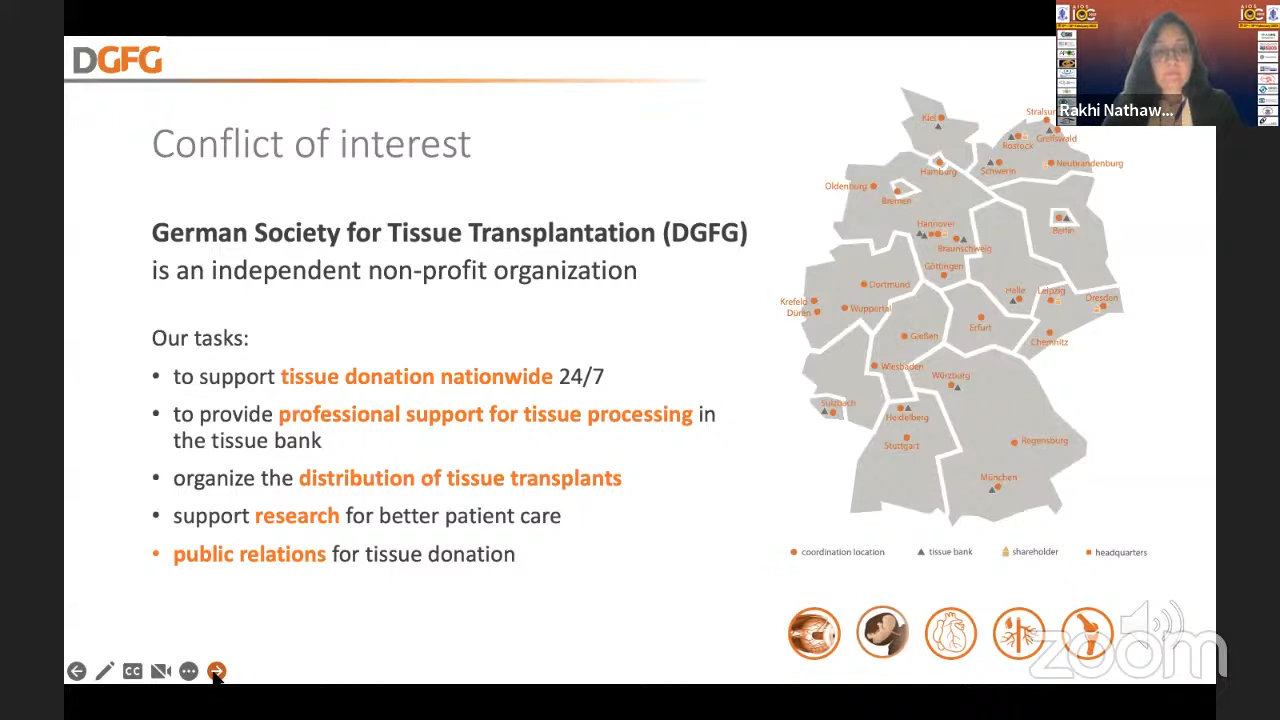 DGFG
AIOS
Rakhi Nathaw...
Conflict of interest
German Society for Tissue Transplantation (DGFG)
is an independent non-profit organization
Our tasks:
• to support tissue donation nationwide 24/7
• to provide professional support for tissue processing in
the tissue bank
• organize the distribution of tissue transplants
• support research for better patient care
• public relations for tissue donation
Kiel
Stralsun
Greifswald
Rostock
Neubrandenburg
Schwerin
Hamburg
Oldenburg
Bremen
Berlin
Hannover
Braunschweig
Göttingen
Dortmund
Halle
Leipzig
Dresden
Krefeld
Düren
Wuppertal
Erfurt
Chemnitz
Gießen
Wiesbaden
Würzburg
Sulzbach
Heidelberg
Stuttgart
Regensburg
München
coordination location
tissue bank
shareholder
headquarters
CC
zoom